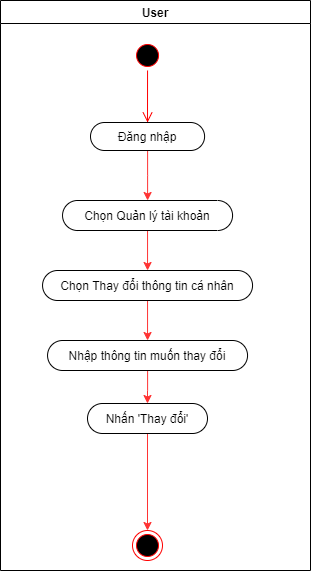 User
Đăng nhập
Chọn Quản lý tài khoản
Chọn Thay đổi thông tin cá nhân
Nhập thông tin muốn thay đổi
Nhấn 'Thay đổi'